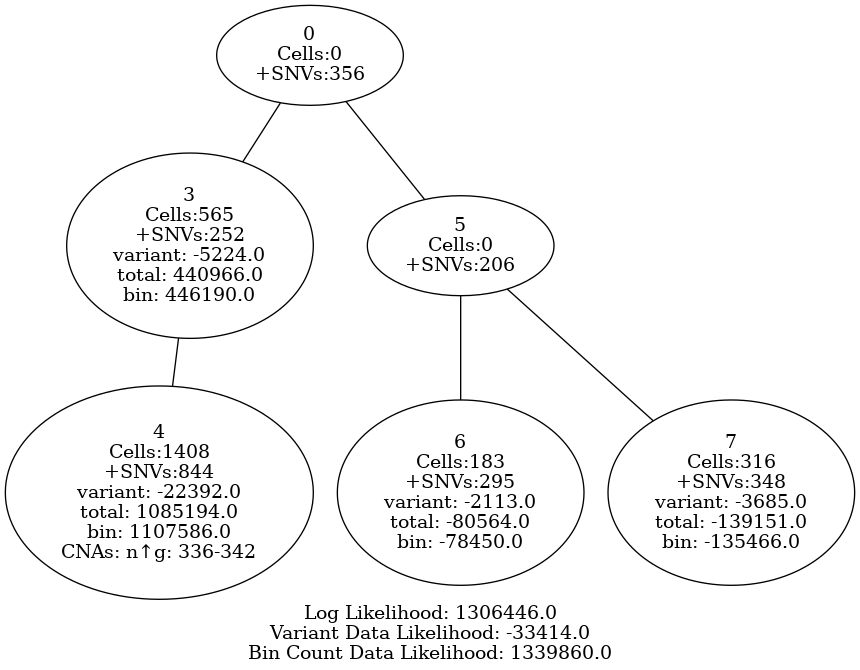 0
Cells:0
+SNVs:356
3
Cells:565
+SNVs:252
variant: -5224.0
total: 440966.0
bin: 446190.0
5
Cells:0
+SNVs:206
4
Cells:1408
+SNVs:844
variant: -22392.0
total: 1085194.0
bin: 1107586.0
CNAs: n↑g: 336-342
6
Cells:183
+SNVs:295
variant: -2113.0
total: -80564.0
bin: -78450.0
7
Cells:316
+SNVs:348
variant: -3685.0
total: -139151.0
bin: -135466.0
Log Likelihood: 1306446.0
Variant Data Likelihood: -33414.0
Bin Count Data Likelihood: 1339860.0